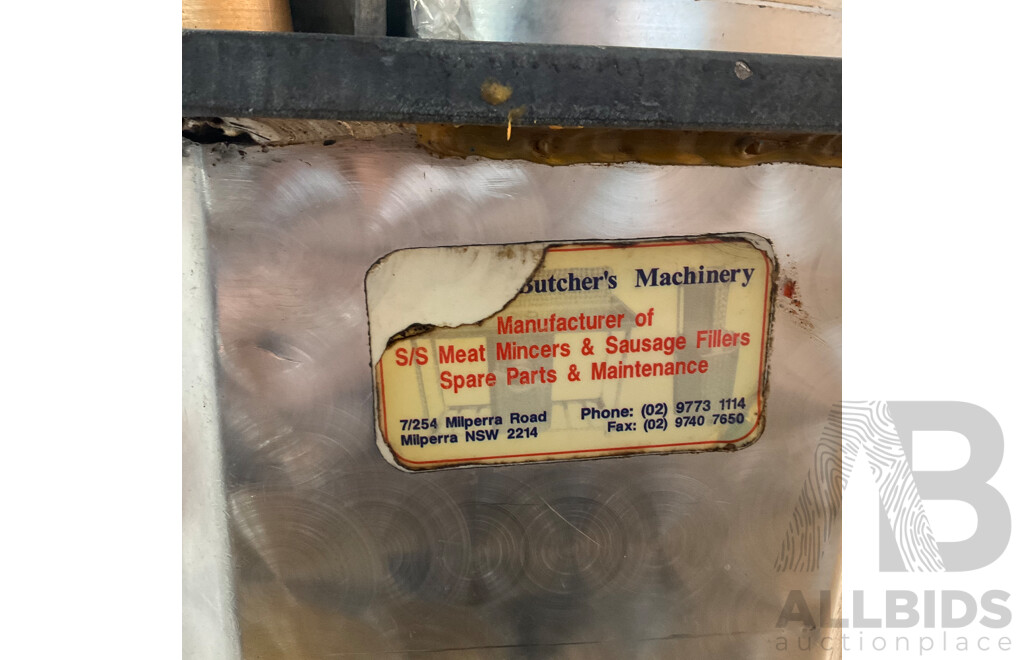 Butcher's Machinery
Manufacturer of
S/S Meat Mincers & Sausage Fillers
Spare Parts & Maintenance
7/254 Milperra Road
Milperra NSW 2214
Phone: (02) 9773 1114
Fax: (02) 9740 7650
AB
ALLBIDS
auctionplace